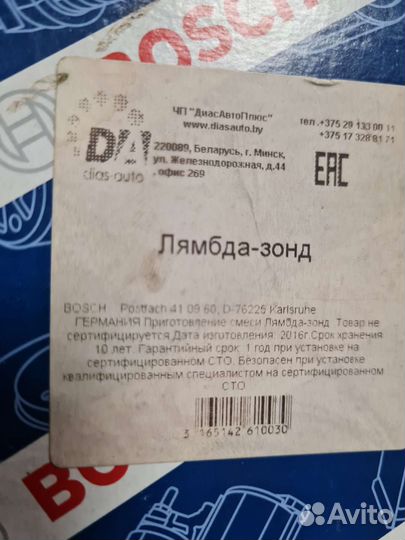 BOSCH
ЧП "ДиасАвтоПлюс"
www.diasauto.by
тел.+375 29 133 00 11
+375 17 328 81 71
220089, Беларусь, г. Минск,
ул. Железнодорожная, д.44
, офис 269
DA
dias-auto
EAC
Лямбда-зонд
BOSCH Postfach 41 09 60, D-76225 Karlsruhe
ГЕРМАНИЯ Приготовление смеси Лямбда-зонд Товар не
сертифицируется Дата изготовления: 2016г.Срок хранения
10 лет. Гарантийный срок: 1 год при установке на
сертифицированном СТО. Безопасен при установке
квалифицированным специалистом на сертифицированном
СТО
3 165142 610030
BOSCH
Avito